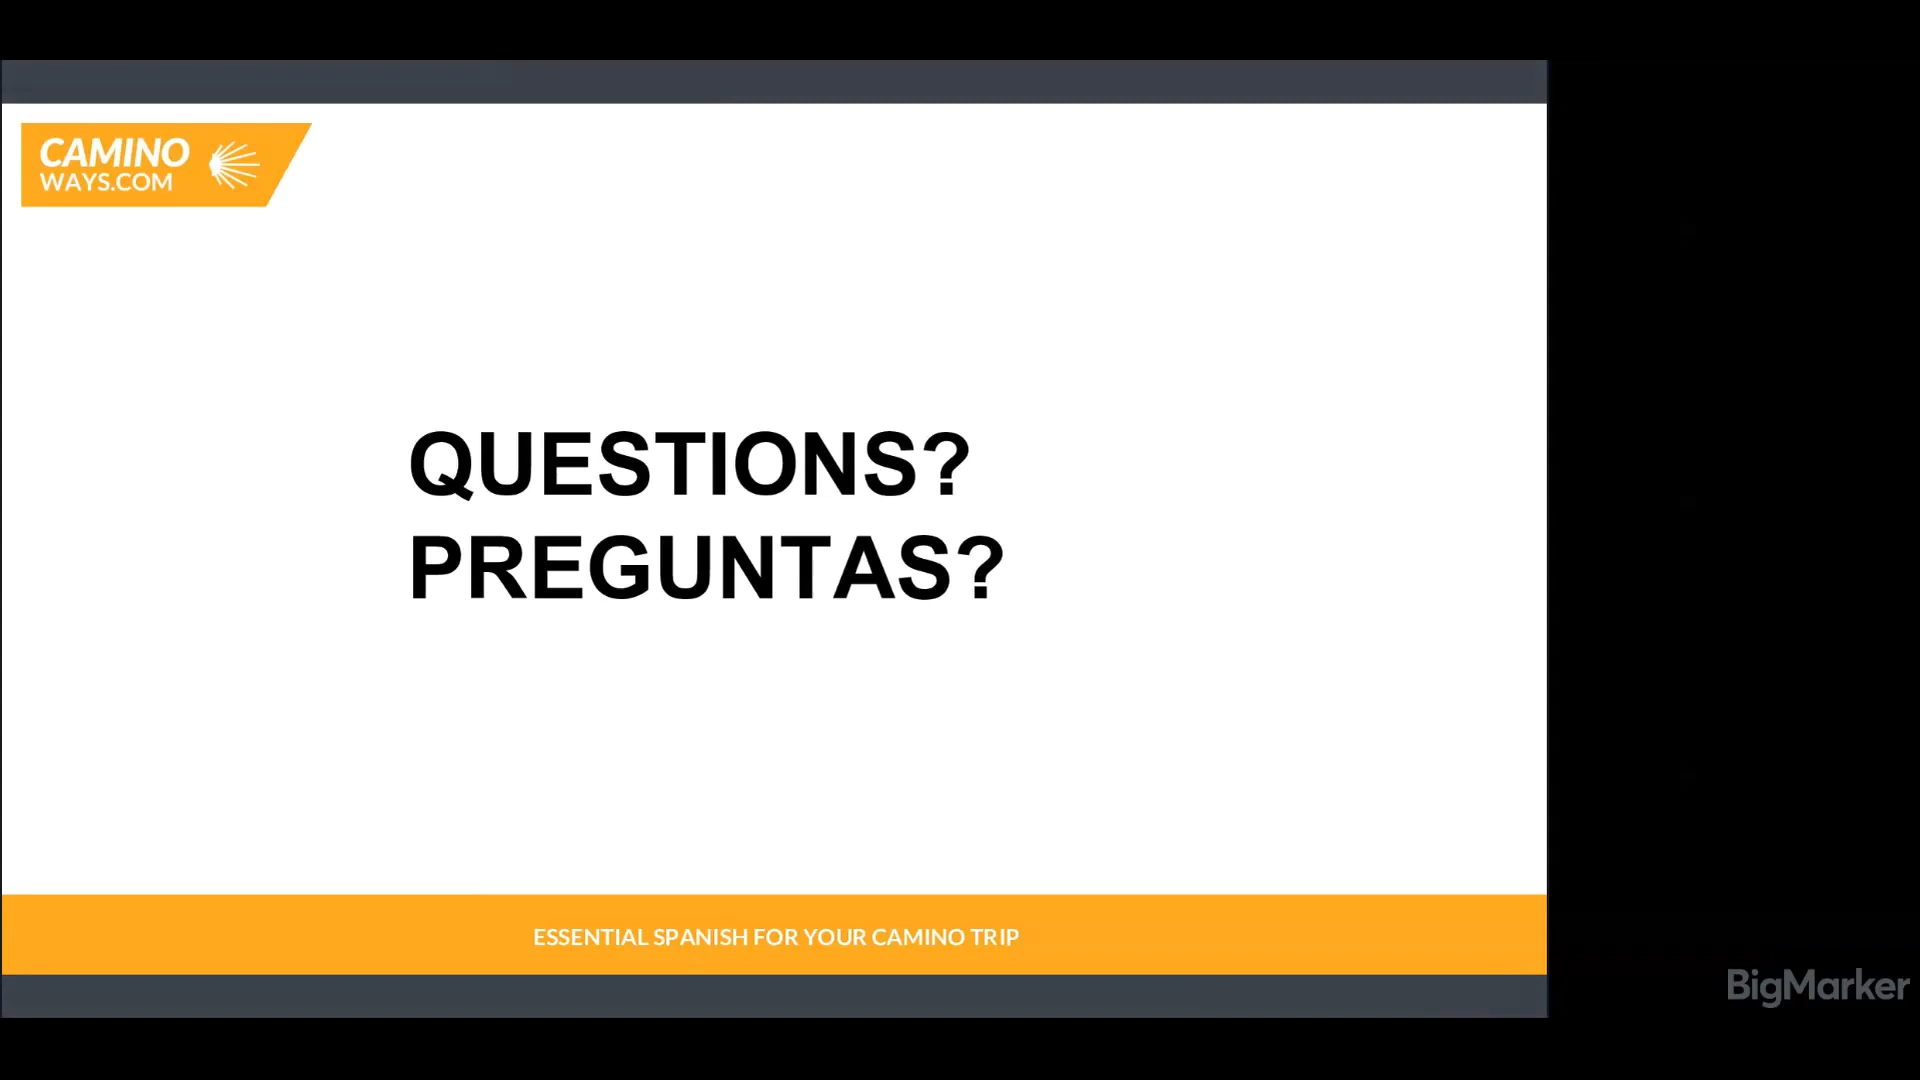 CAMINO
WAYS.COM
QUESTIONS?
PREGUNTAS?
ESSENTIAL SPANISH FOR YOUR CAMINO TRIP
BigMarker